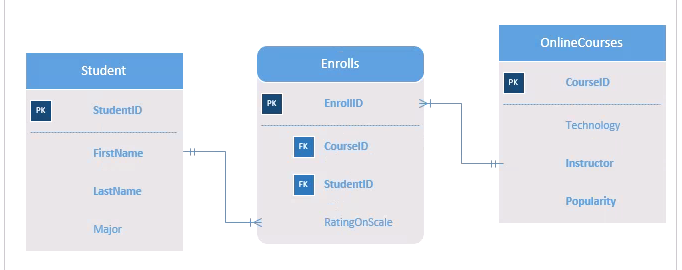 Student
PK StudentID
FirstName
LastName
Major
Enrolls
PK EnrollID
FK CourseID
FK StudentID
RatingOnScale
OnlineCourses
PK CourseID
Technology
Instructor
Popularity